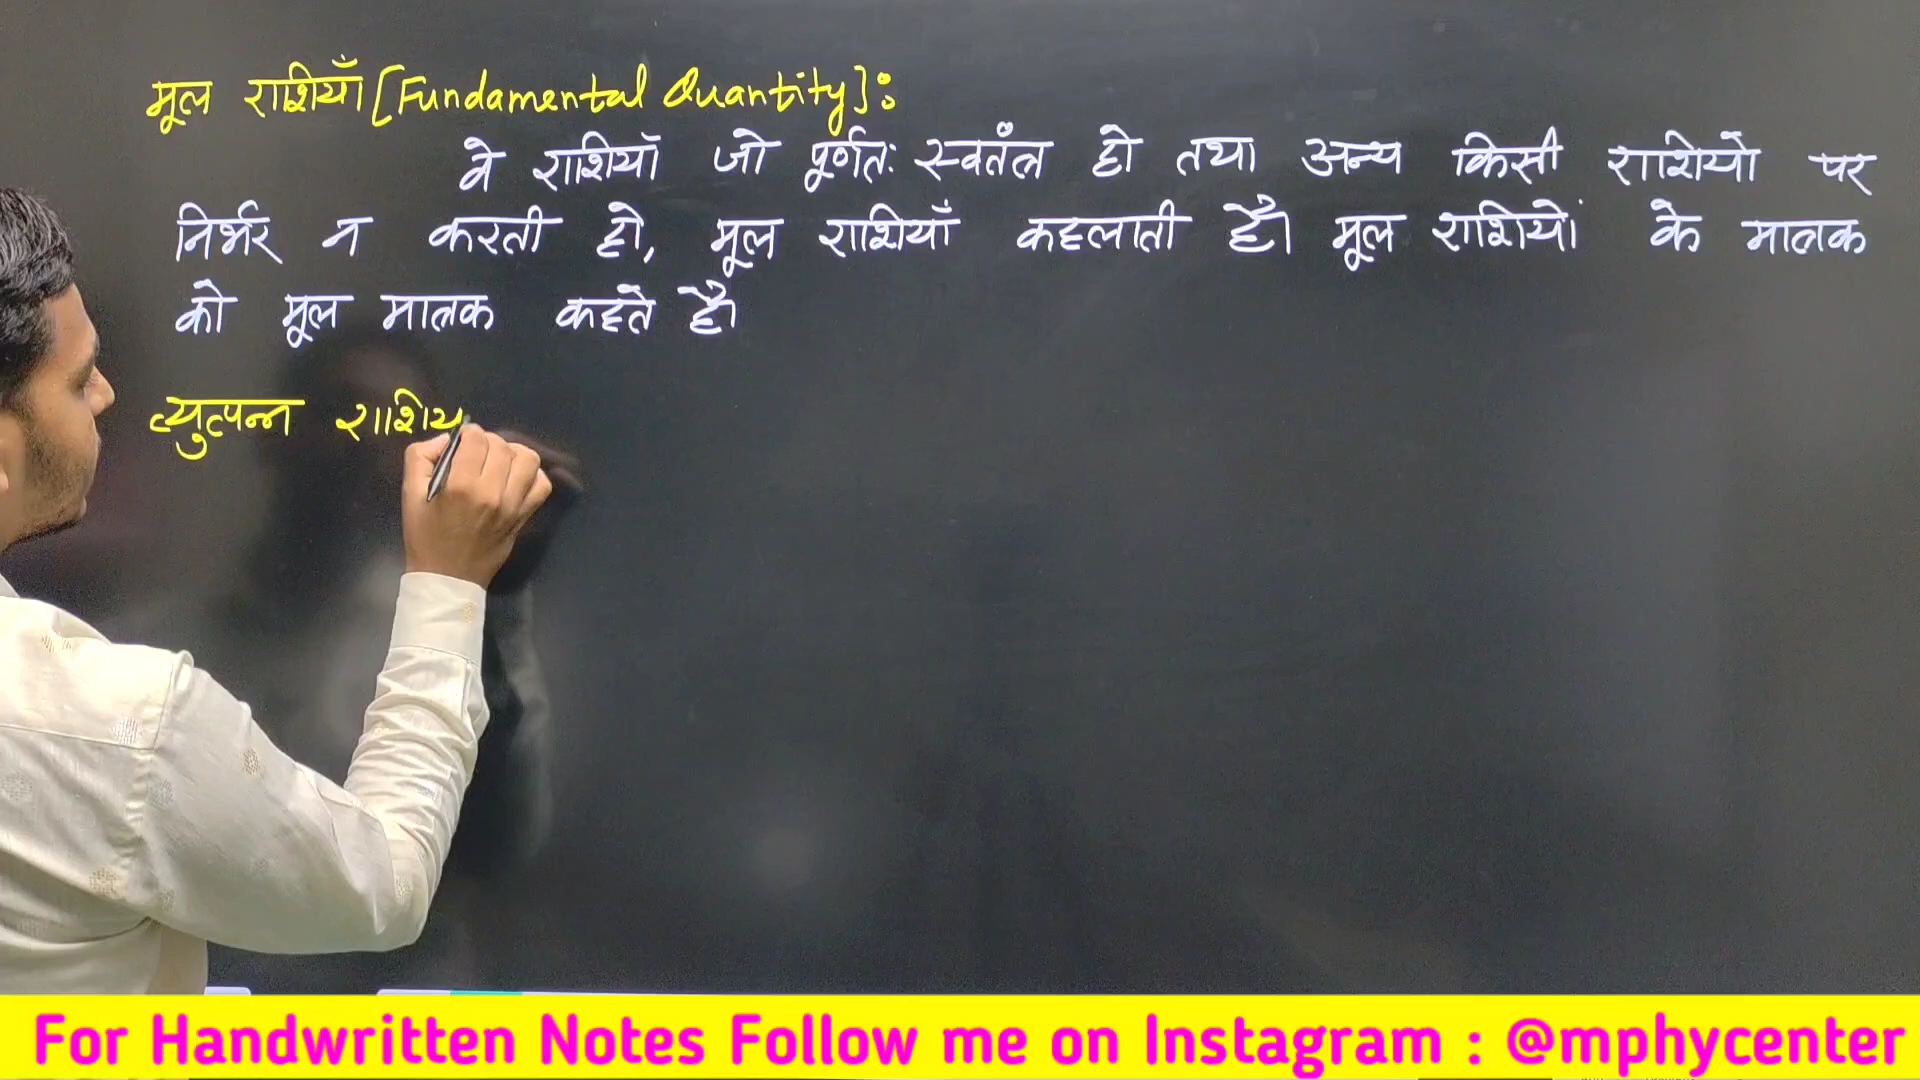 मूल राशियाँ [Fundamental Quantity]:
वे राशियाँ जो पूर्णतः स्वतंत्र हो तथा अन्य किसी राशियों पर
निर्भर न करती हो, मूल राशियाँ कहलाती है। मूल राशियों के मात्रक
को मूल मात्रक कहते है।
व्युत्पन्न राशिय
For Handwritten Notes Follow me on Instagram : @mphycenter